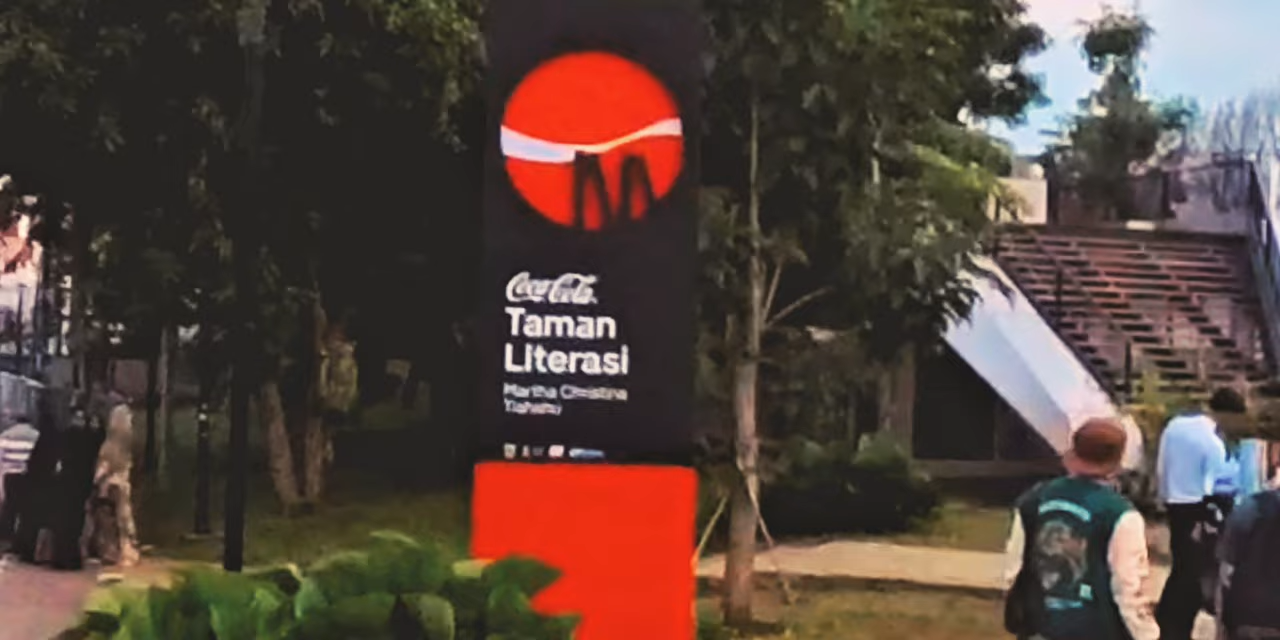 M
Coca-Cola
Taman
Literasi
Martha Christina
Tiahahu